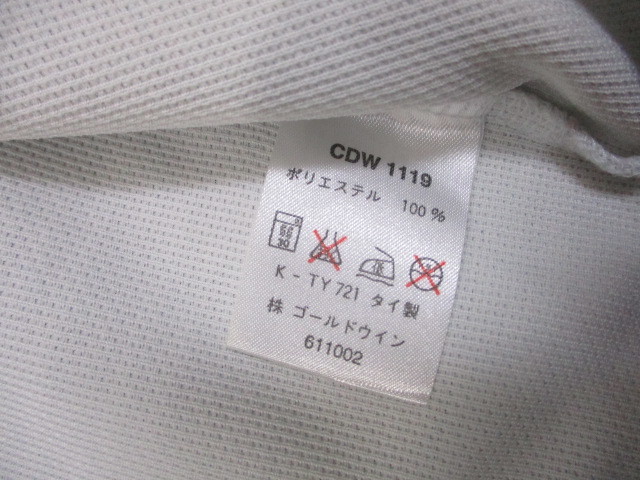 CDW 1119
ポリエステル 100%
30
K-TY 721 タイ製
株 ゴールドウイン
611002